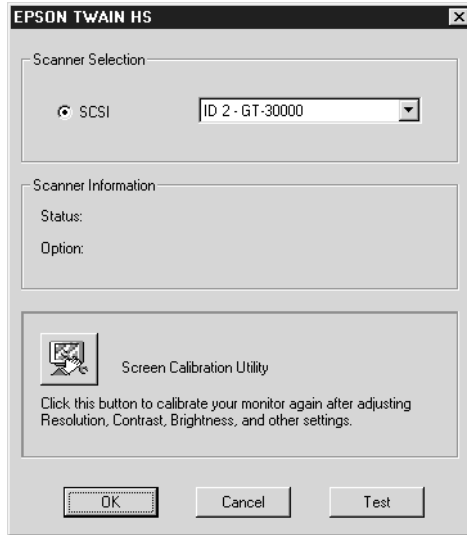 EPSON TWAIN HS
Scanner Selection
SCSI
ID 2 - GT-30000
Scanner Information
Status:
Option:
Screen Calibration Utility
Click this button to calibrate your monitor again after adjusting
Resolution, Contrast, Brightness, and other settings.
OK Cancel Test